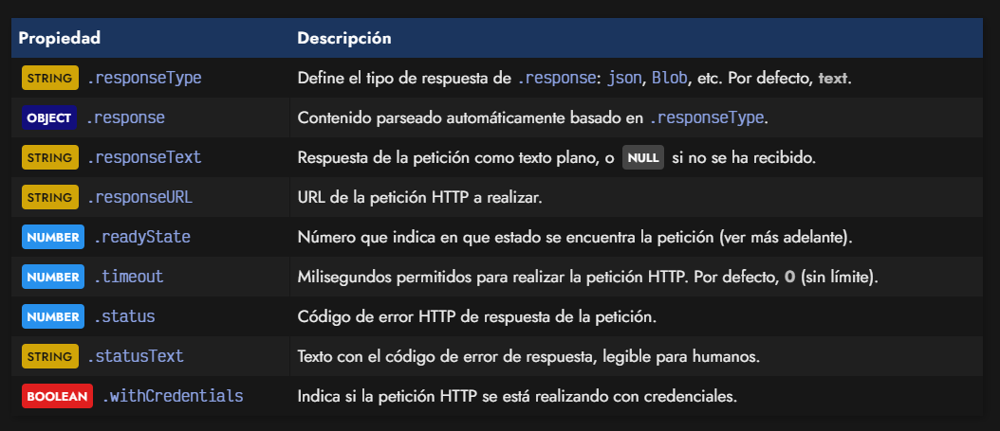 Propiedad Descripción
STRING .responseType Define el tipo de respuesta de .response: json, Blob, etc. Por defecto, text.
OBJECT .response Contenido parseado automáticamente basado en .responseType.
STRING .responseText Respuesta de la petición como texto plano, o NULL si no se ha recibido.
STRING .responseURL URL de la petición HTTP a realizar.
NUMBER .readyState Número que indica en que estado se encuentra la petición (ver más adelante).
NUMBER .timeout Milisegundos permitidos para realizar la petición HTTP. Por defecto, 0 (sin límite).
NUMBER .status Código de error HTTP de respuesta de la petición.
STRING .statusText Texto con el código de error de respuesta, legible para humanos.
BOOLEAN .withCredentials Indica si la petición HTTP se está realizando con credenciales.